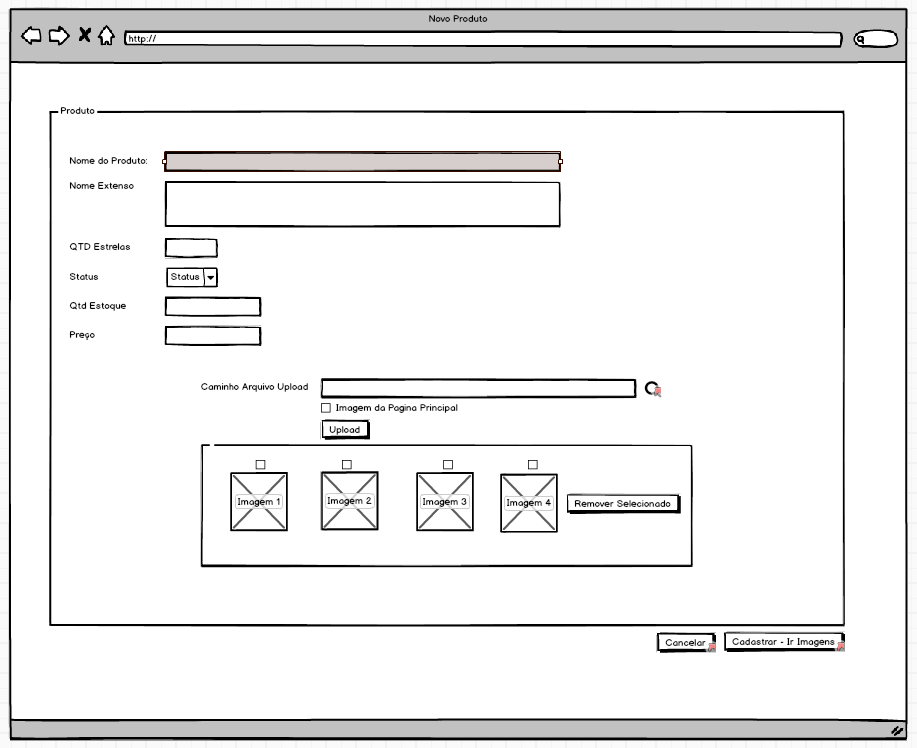 Novo Produto
http://
Produto
Nome do Produto:
Nome Extenso
QTD Estrelas
Status
Status
Qtd Estoque
Preço
Caminho Arquivo Upload
Imagem da Pagina Principal
Upload
Imagem 1
Imagem 2
Imagem 3
Imagem 4
Remover Selecionado
Cancelar
Cadastrar - Ir Imagens